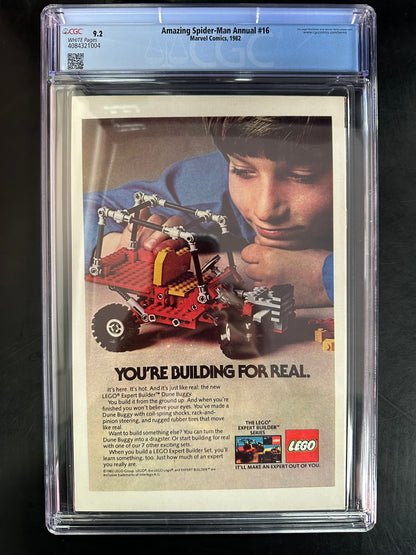 CGC 9.2 Amazing Spider-Man Annual #16
WHITE Pages Marvel Comics, 1982
4084321004
YOU'RE BUILDING FOR REAL.
It's here. It's hot. And it's just like real: the new
LEGO® Expert Builder™ Dune Buggy.
You build it from the ground up. And when you're
finished you won't believe your eyes. You've made a
Dune Buggy with coil-spring shocks, rack-and-
pinion steering, and rugged rubber tires that move
like real.
Want to build something else? You can turn the
Dune Buggy into a dragster. Or start building for real
with one of our 7 other exciting sets.
When you build a LEGO Expert Builder Set, you'll
learn something, too. Just how much of an expert
you really are.
THE LEGO®
EXPERT BUILDER™
SERIES
LEGO
IT'LL MAKE AN EXPERT OUT OF YOU.